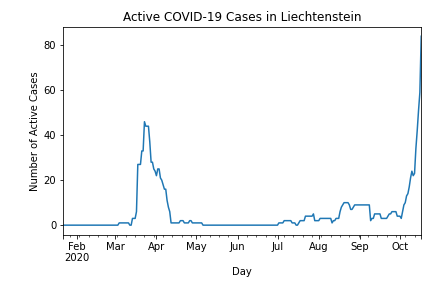 Active COVID-19 Cases in Liechtenstein
Number of Active Cases
80
60
40
20
0
Feb Mar Apr May Jun Jul Aug Sep Oct
2020
Day